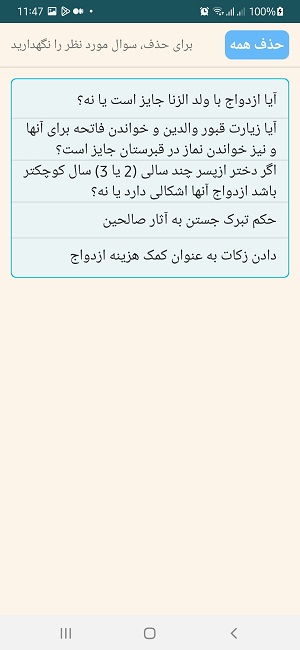 11:47
100%
حذف همه
برای حذف، سوال مورد نظر را نگهدارید
آیا ازدواج با ولد الزنا جایز است یا نه؟
آیا زیارت قبور والدین و خواندن فاتحه برای آنها
و نیز خواندن نماز در قبرستان جایز است؟
اگر دختر ازپسر چند سالی (2 یا 3) سال کوچکتر
باشد ازدواج آنها اشکالی دارد یا نه؟
حکم تبرک جستن به آثار صالحین
دادن زکات به عنوان کمک هزینه ازدواج